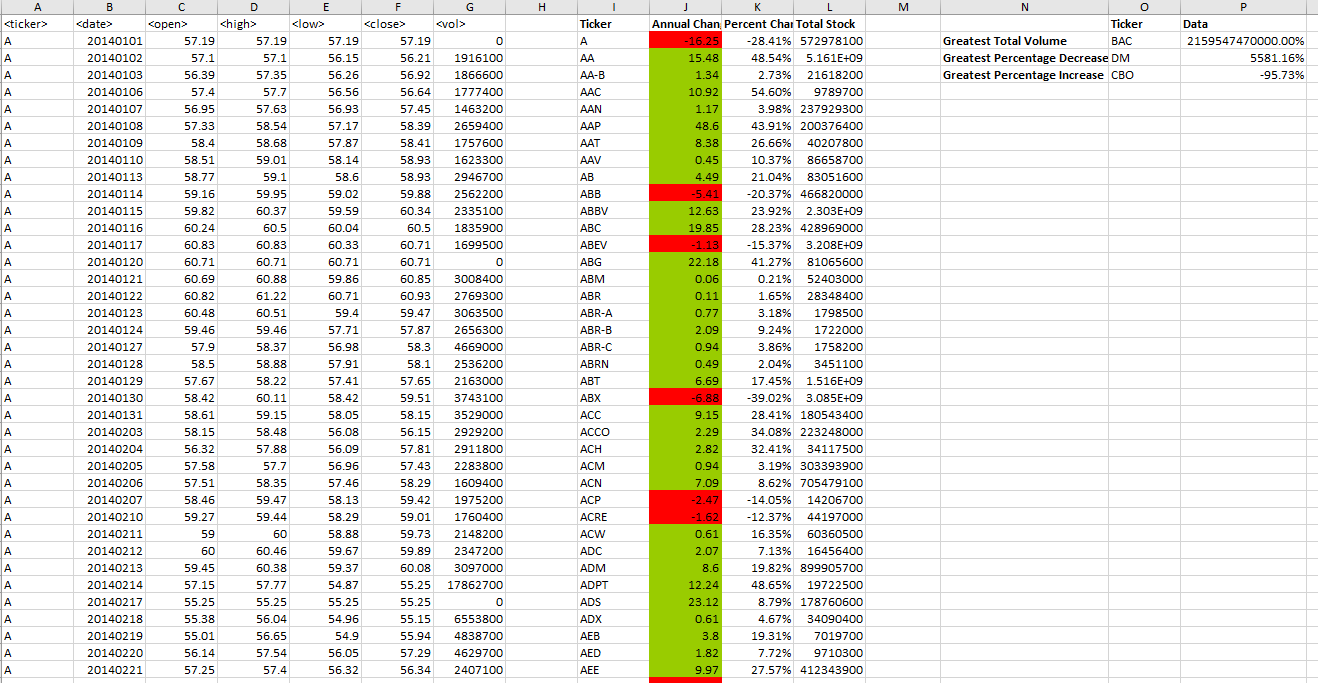 A B C D E F G H I J K L M N O P
<ticker> <date> <open> <high> <low> <close> <vol> Ticker Annual Chan Percent Chan Total Stock Ticker Data
A 20140101 57.19 57.19 57.19 57.19 0 A -16.25 -28.41% 572978100 Greatest Total Volume BAC 2159547470000.00%
A 20140102 57.1 57.1 56.15 56.21 1916100 AA 15.48 48.54% 5.161E+09 Greatest Percentage Decrease DM 5581.16%
A 20140103 56.39 57.35 56.26 56.92 1866600 AA-B 1.34 2.73% 21618200 Greatest Percentage Increase CBO -95.73%
A 20140106 57.4 57.7 56.56 56.64 1777400 AAC 10.92 54.60% 9789700
A 20140107 56.95 57.63 56.93 57.45 1463200 AAN 1.17 3.98% 237929300
A 20140108 57.33 58.54 57.17 58.39 2659400 AAP 48.6 43.91% 200376400
A 20140109 58.4 58.68 57.87 58.41 1757600 AAT 8.38 26.66% 40207800
A 20140110 58.51 59.01 58.14 58.93 1623300 AAV 0.45 10.37% 86658700
A 20140113 58.77 59.1 58.6 58.93 2946700 AB 4.49 21.04% 83051600
A 20140114 59.16 59.95 59.02 59.88 2562200 ABB -5.41 -20.37% 466820000
A 20140115 59.82 60.37 59.59 60.34 2335100 ABBV 12.63 23.92% 2.303E+09
A 20140116 60.24 60.5 60.04 60.5 1835900 ABC 19.85 28.23% 428969000
A 20140117 60.83 60.83 60.33 60.71 1699500 ABEV -1.13 -15.37% 3.208E+09
A 20140120 60.71 60.71 60.71 60.71 0 ABG 22.18 41.27% 81065600
A 20140121 60.69 60.88 59.86 60.85 3008400 ABM 0.06 0.21% 52403000
A 20140122 60.82 61.22 60.71 60.93 2769300 ABR 0.11 1.65% 28348400
A 20140123 60.48 60.51 59.4 59.47 3063500 ABR-A 0.77 3.18% 1798500
A 20140124 59.46 59.46 57.71 57.87 2656300 ABR-B 2.09 9.24% 1722000
A 20140127 57.9 58.37 56.98 58.3 4669000 ABR-C 0.94 3.86% 1758200
A 20140128 58.5 58.88 57.91 58.1 2536200 ABRN 0.49 2.04% 3451100
A 20140129 57.67 58.22 57.41 57.65 2163000 ABT 6.69 17.45% 1.516E+09
A 20140130 58.42 60.11 58.42 59.51 3743100 ABX -6.88 -39.02% 3.085E+09
A 20140131 58.61 59.15 58.05 58.15 3529000 ACC 9.15 28.41% 180543400
A 20140203 58.15 58.48 56.08 56.15 2929200 ACCO 2.29 34.08% 223248000
A 20140204 56.32 57.88 56.09 57.81 2911800 ACH 2.82 32.41% 34117500
A 20140205 57.58 57.7 56.96 57.43 2283800 ACM 0.94 3.19% 303393900
A 20140206 57.51 58.35 57.46 58.29 1609400 ACN 7.09 8.62% 705479100
A 20140207 58.46 59.47 58.13 59.42 1975200 ACP -2.47 -14.05% 14206700
A 20140210 59.27 59.44 58.29 59.01 1760400 ACRE -1.62 -12.37% 44197000
A 20140211 59 60 58.88 59.73 2148200 ACW 0.61 16.35% 60360500
A 20140212 60 60.46 59.67 59.89 2347200 ADC 2.07 7.13% 16456400
A 20140213 59.45 60.38 59.37 60.08 3097000 ADM 8.6 19.82% 899905700
A 20140214 57.15 57.77 54.87 55.25 17862700 ADPT 12.24 48.65% 19722500
A 20140217 55.25 55.25 55.25 55.25 0 ADS 23.12 8.79% 178760600
A 20140218 55.38 56.04 54.96 55.15 6553800 ADX 0.61 4.67% 34090400
A 20140219 55.01 56.65 54.9 55.94 4838700 AEB 3.8 19.31% 7019700
A 20140220 56.14 57.54 56.05 57.29 4629700 AED 1.82 7.72% 9710300
A 20140221 57.25 57.4 56.32 56.34 2407100 AEE 9.97 27.57% 412343900